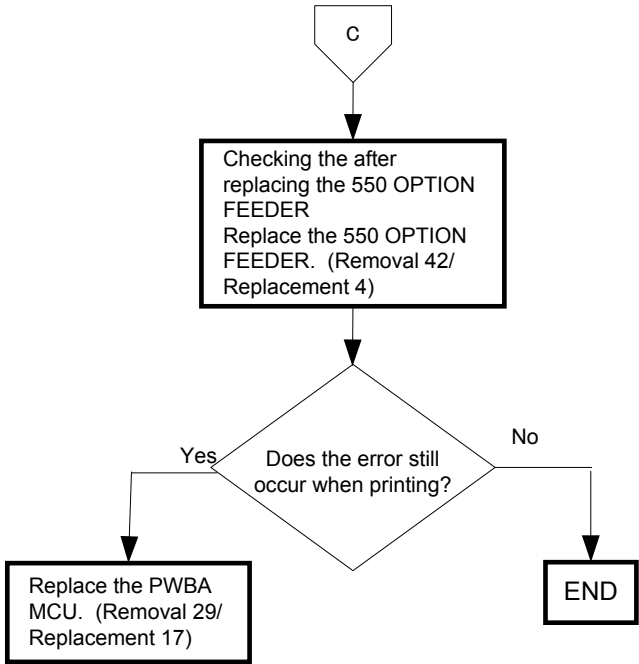 C
Checking the after
replacing the 550 OPTION
FEEDER
Replace the 550 OPTION
FEEDER. (Removal 42/
Replacement 4)
Yes
No
Does the error still
occur when printing?
Replace the PWBA
MCU. (Removal 29/
Replacement 17)
END